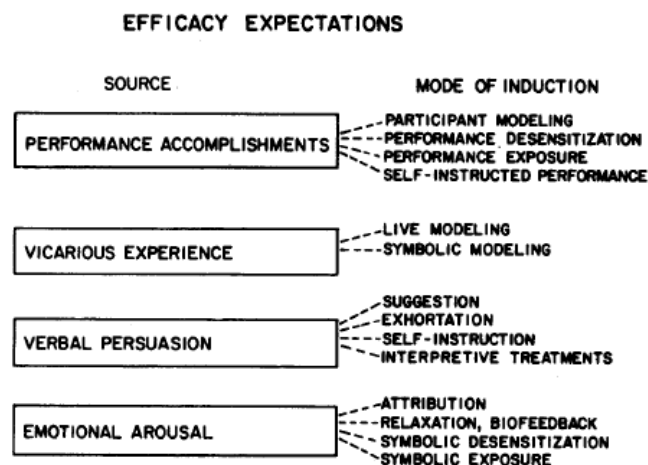 EFFICACY EXPECTATIONS
SOURCE
MODE OF INDUCTION
PERFORMANCE ACCOMPLISHMENTS
PARTICIPANT MODELING
PERFORMANCE DESENSITIZATION
PERFORMANCE EXPOSURE
SELF-INSTRUCTED PERFORMANCE
VICARIOUS EXPERIENCE
LIVE MODELING
SYMBOLIC MODELING
VERBAL PERSUASION
SUGGESTION
EXHORTATION
SELF-INSTRUCTION
INTERPRETIVE TREATMENTS
EMOTIONAL AROUSAL
ATTRIBUTION
RELAXATION, BIOFEEDBACK
SYMBOLIC DESENSITIZATION
SYMBOLIC EXPOSURE